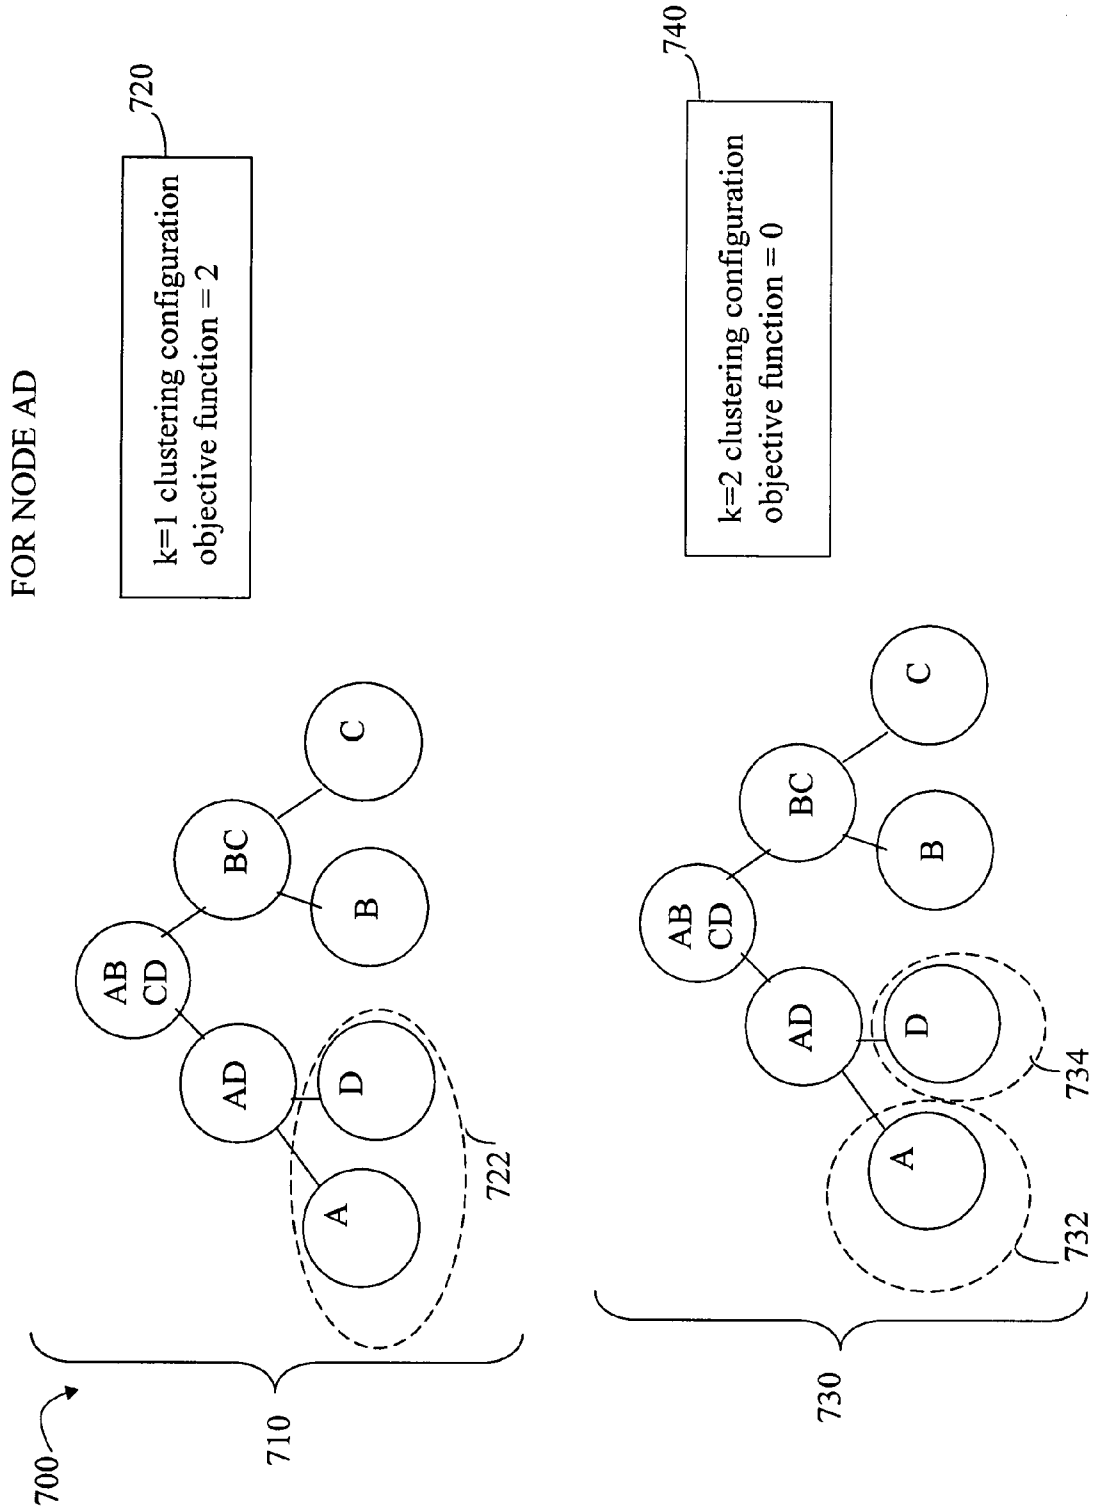 FOR NODE AD
700
710
AB
CD
AD
BC
A
D
B
C
722
720
k=1 clustering configuration
objective function = 2
730
AB
CD
AD
BC
A
D
B
C
732
734
740
k=2 clustering configuration
objective function = 0